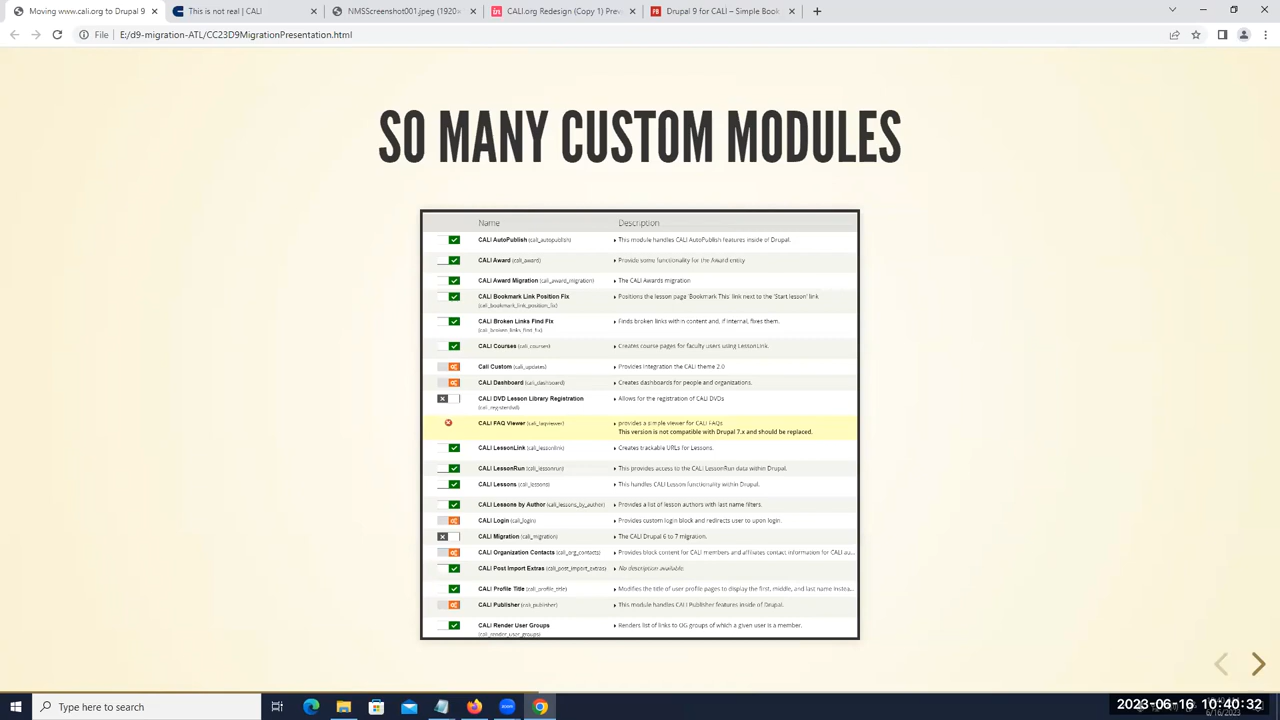 Moving www.cali.org to Drupal 9
This is not real | CALI
NMSScreenshot001.jpg (1920×
CALI.org Redesign (Copy 1) (Prev
Drupal 9 for CALI – Simple Book
File E:/d9-migration-ATL/CC23D9MigrationPresentation.html
SO MANY CUSTOM MODULES
Name Description
CALI AutoPublish (cali_autopublish) This module handles CALI AutoPublish features inside of Drupal.
CALI Award (cali_award) Provide some functionality for the Award entity
CALI Award Migration (cali_award_migration) The CALI Awards migration
CALI Bookmark Link Position Fix Positions the lesson page 'Bookmark This' link next to the 'Start lesson' link
(cali_bookmark_link_position_fix)
CALI Broken Links Find Fix Finds broken links within content and, if internal, fixes them.
(cali_broken_links_find_fix)
CALI Courses (cali_courses) Creates course pages for faculty users using LessonLink.
Cali Custom (cali_updates) Provides integration the CALI theme 2.0
CALI Dashboard (cali_dashboard) Creates dashboards for people and organizations.
CALI DVD Lesson Library Registration Allows for the registration of CALI DVDs
(cali_registerdvd)
CALI FAQ Viewer (cali_faqviewer) provides a simple viewer for CALI FAQs
This version is not compatible with Drupal 7.x and should be replaced.
CALI LessonLink (cali_lessonlink) Creates trackable URLs for Lessons.
CALI LessonRun (cali_lessonrun) This provides access to the CALI LessonRun data within Drupal.
CALI Lessons (cali_lessons) This handles CALI Lesson functionality within Drupal.
CALI Lessons by Author (cali_lessons_by_author) Provides a list of lesson authors with last name filters.
CALI Login (cali_login) Provides custom login block and redirects user to upon login.
CALI Migration (cali_migration) The CALI Drupal 6 to 7 migration.
CALI Organization Contacts (cali_org_contacts) Provides block content for CALI members and affiliates contact information for CALI au...
CALI Post Import Extras (cali_post_import_extras) No description available
CALI Profile Title (cali_profile_title) Modifies the title of user profile pages to display the first, middle, and last name instea...
CALI Publisher (cali_publisher) This module handles CALI Publisher features inside of Drupal.
CALI Render User Groups Renders list of links to OG groups of which a given user is a member.
(cali_render_user_groups)
Type here to search
zoom
2023-06-16 10:40:32